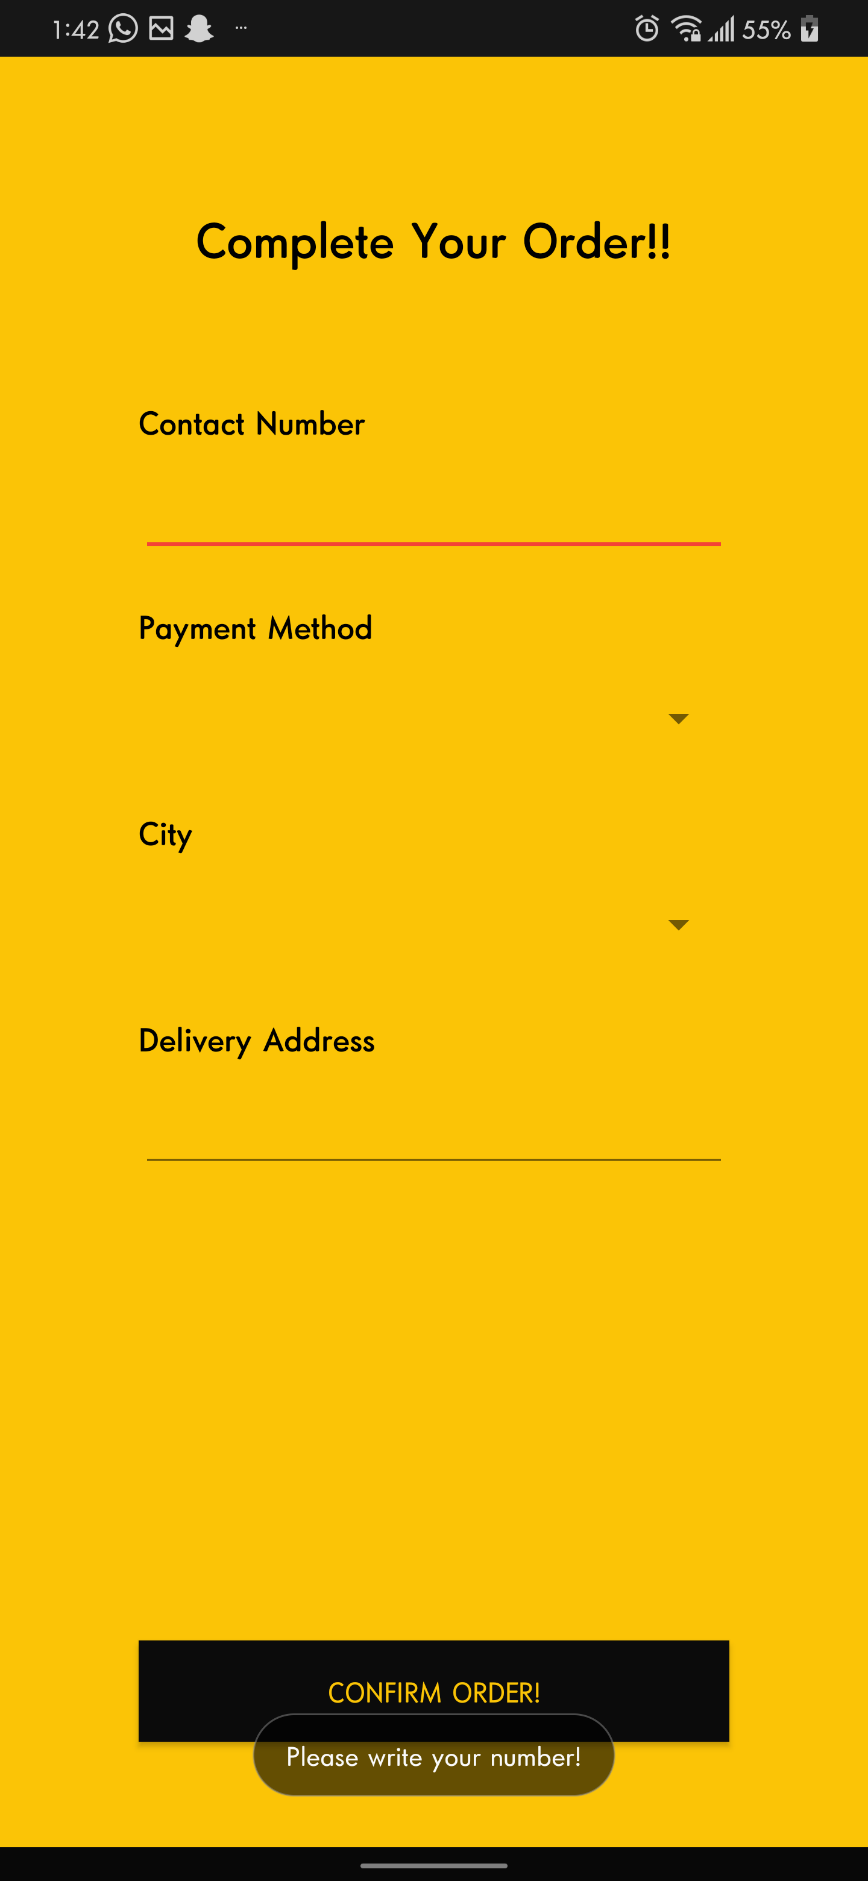 1:42 ... 55%
Complete Your Order!!
Contact Number
Payment Method
City
Delivery Address
CONFIRM ORDER!
Please write your number!